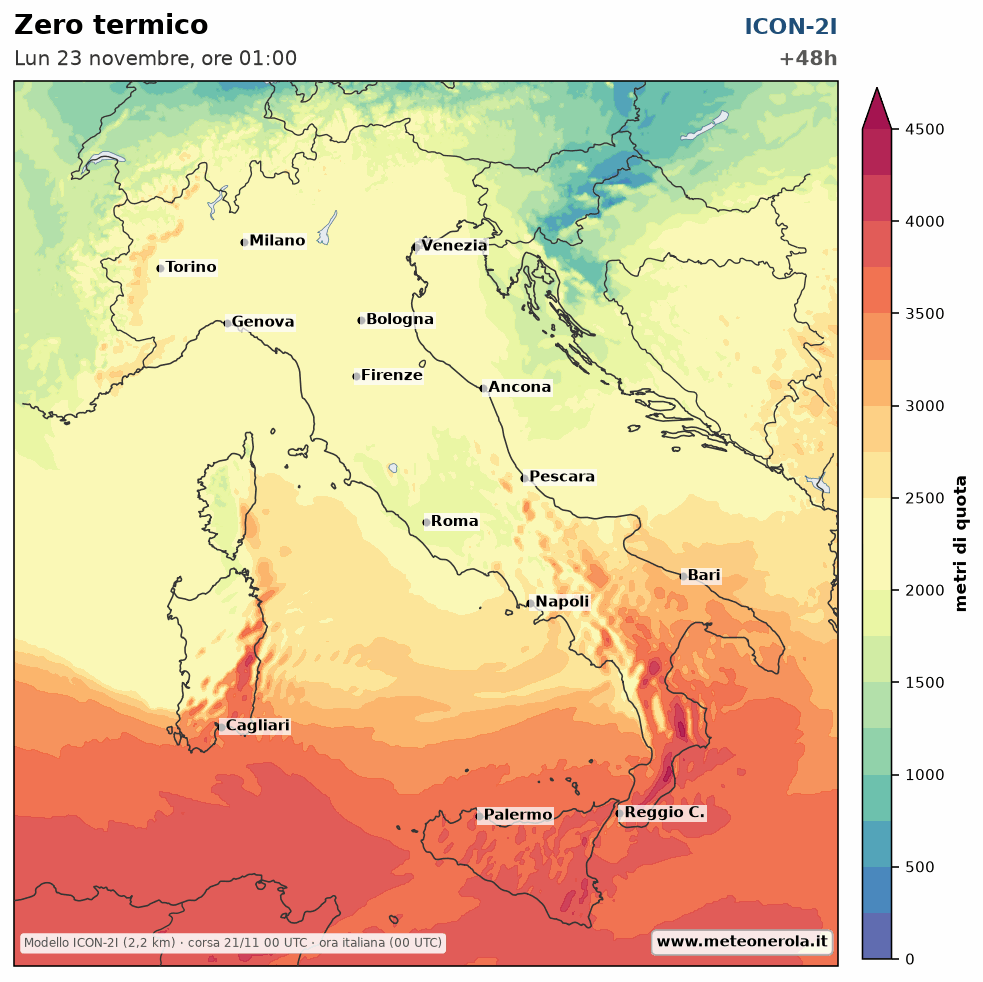 Zero termico
ICON-2I
Lun 23 novembre, ore 01:00
+48h
Milano
Venezia
Torino
Genova
Bologna
Firenze
Ancona
Pescara
Roma
Bari
Napoli
Cagliari
Palermo
Reggio C.
4500
4000
3500
3000
2500
2000
1500
1000
500
0
metri di quota
Modello ICON-2I (2,2 km) · corsa 21/11 00 UTC · ora italiana (00 UTC)
www.meteonerola.it